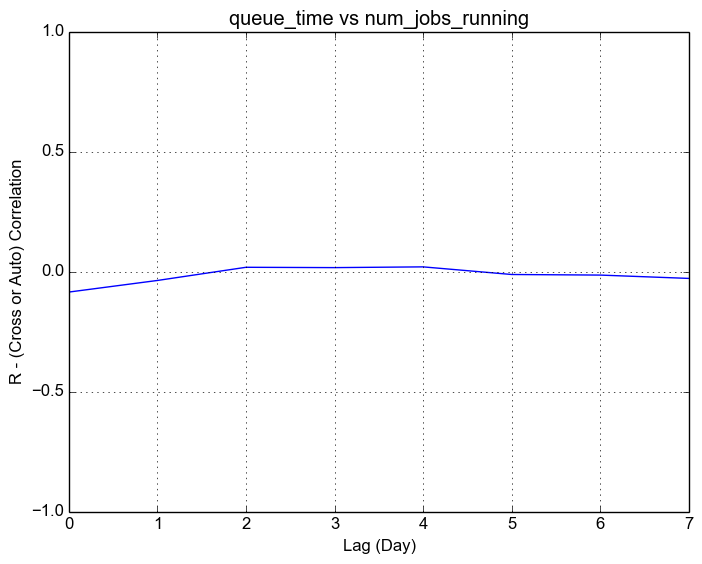 queue_time vs num_jobs_running
1.0
0.5
0.0
−0.5
−1.0
R - (Cross or Auto) Correlation
0 1 2 3 4 5 6 7
Lag (Day)